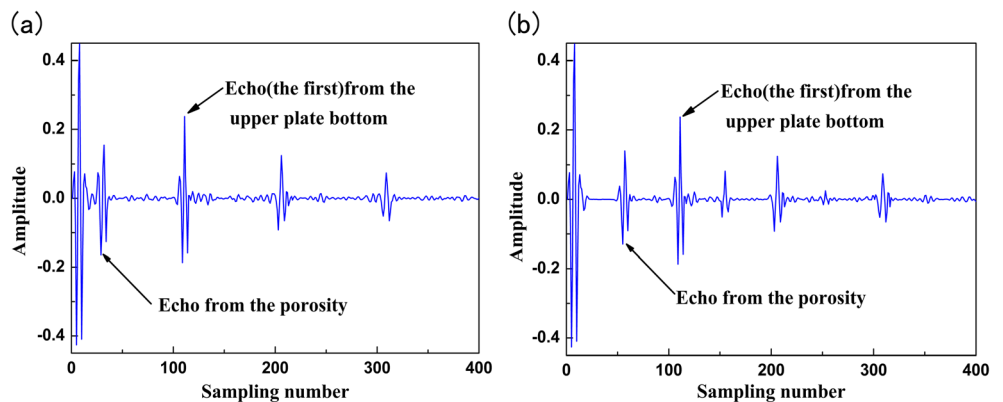 (a)
0.4
0.2
0.0
-0.2
-0.4
Amplitude
Echo(the first)from the
upper plate bottom
Echo from the porosity
0 100 200 300 400
Sampling number
(b)
0.4
0.2
0.0
-0.2
-0.4
Amplitude
Echo(the first)from the
upper plate bottom
Echo from the porosity
0 100 200 300 400
Sampling number